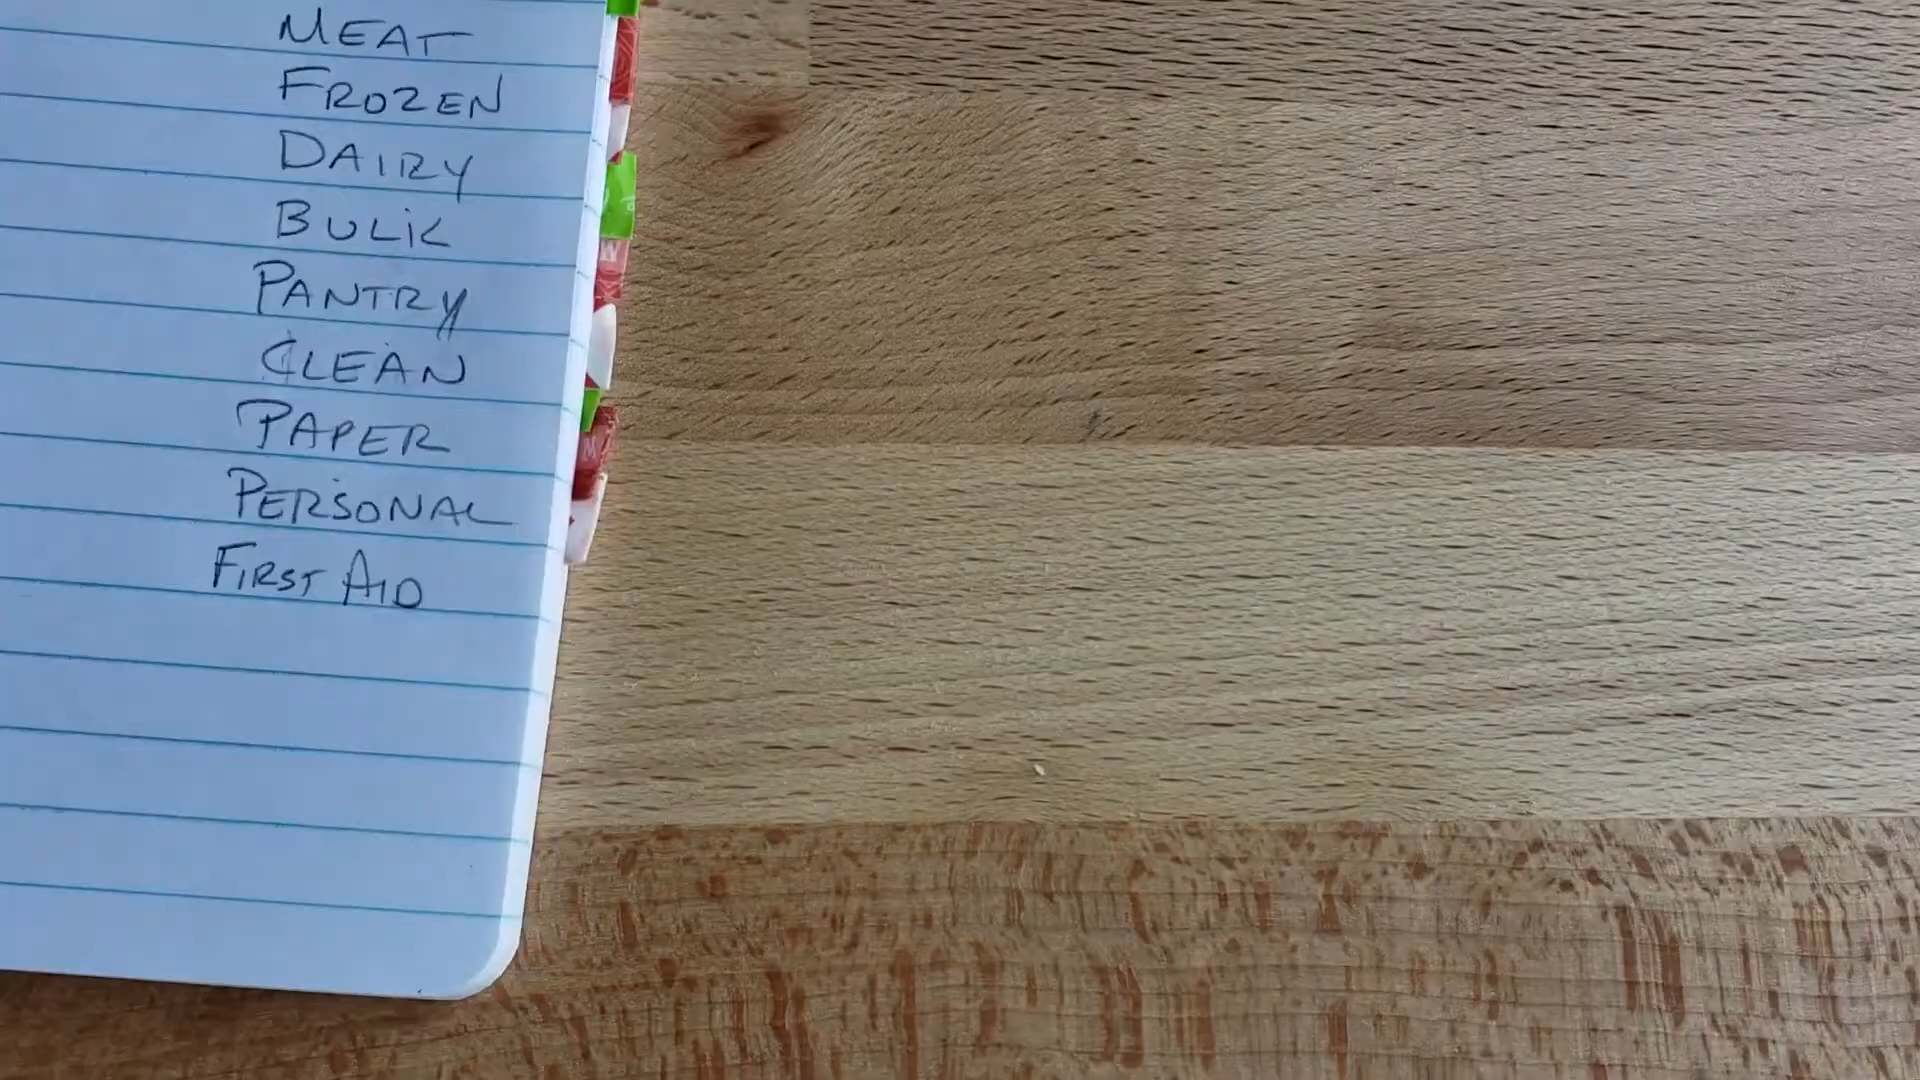 MEAT
FROZEN
DAIRY
BULK
PANTRY
CLEAN
PAPER
PERSONAL
FIRST AID